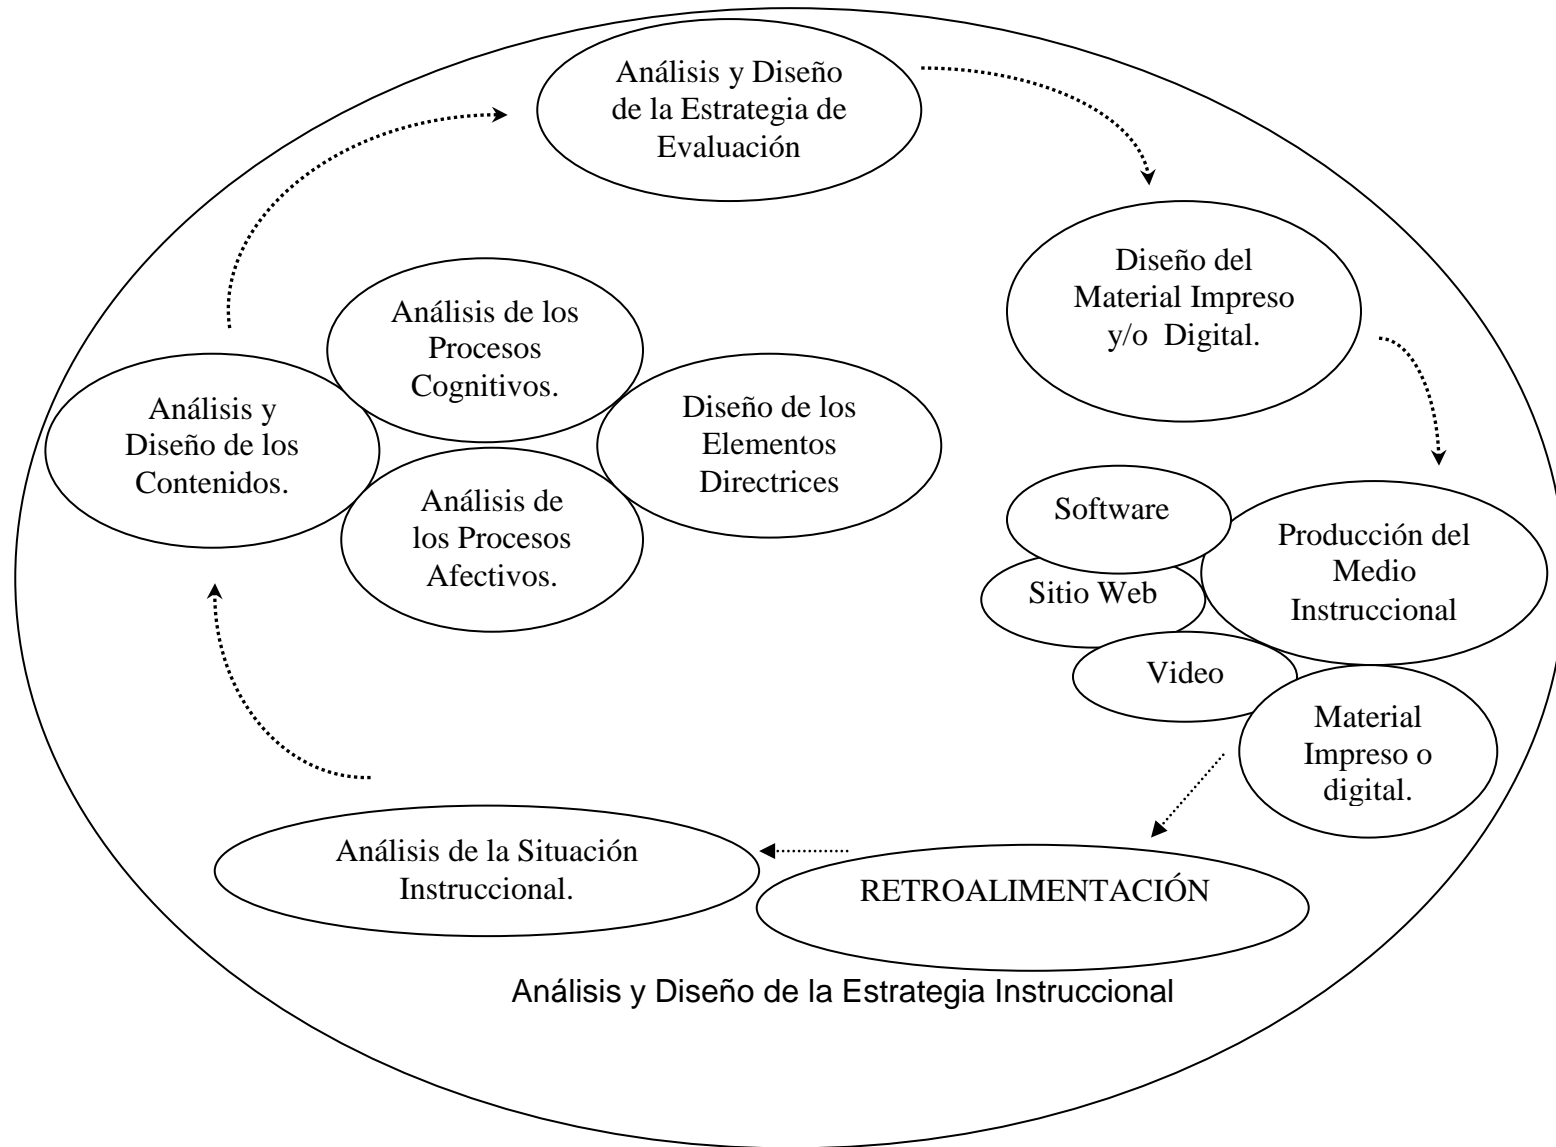 Análisis y Diseño
de la Estrategia de
Evaluación
Diseño del
Material Impreso
y/o Digital.
Análisis de los
Procesos
Cognitivos.
Análisis y
Diseño de los
Contenidos.
Diseño de los
Elementos
Directrices
Análisis de
los Procesos
Afectivos.
Software
Sitio Web
Video
Producción del
Medio
Instruccional
Material
Impreso o
digital.
Análisis de la Situación
Instruccional.
RETROALIMENTACIÓN
Análisis y Diseño de la Estrategia Instruccional